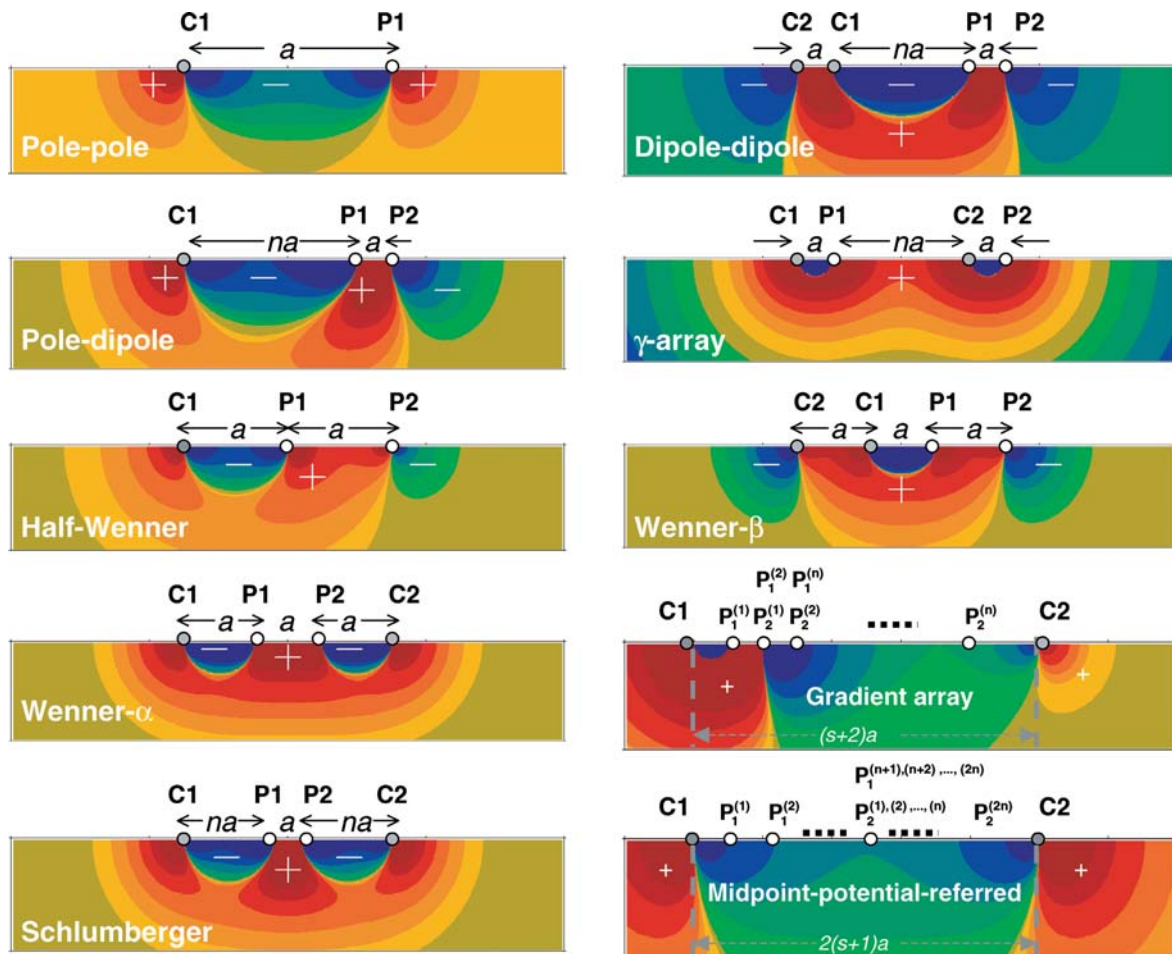 C1 P1
a
+ − +
Pole-pole
C1 P1 P2
na a
+ − + −
Pole-dipole
C1 P1 P2
a a
− + −
Half-Wenner
C1 P1 P2 C2
a a a
− + −
Wenner-α
C1 P1 P2 C2
na a na
− + −
Schlumberger
C2 C1 P1 P2
a na a
− − −
+
Dipole-dipole
C1 P1 C2 P2
a na a
+
γ-array
C2 C1 P1 P2
a a a
− + −
Wenner-β
P₁⁽²⁾ P₁⁽ⁿ⁾
C1 P₁⁽¹⁾ P₂⁽¹⁾ P₂⁽²⁾ P₂⁽ⁿ⁾ C2
+ +
Gradient array
(s+2)a
P₁⁽ⁿ⁺¹⁾,⁽ⁿ⁺²⁾,...,⁽²ⁿ⁾
C1 P₁⁽¹⁾ P₁⁽²⁾ P₂⁽¹⁾,⁽²⁾,...,⁽ⁿ⁾ P₂⁽²ⁿ⁾ C2
+ +
Midpoint-potential-referred
2(s+1)a